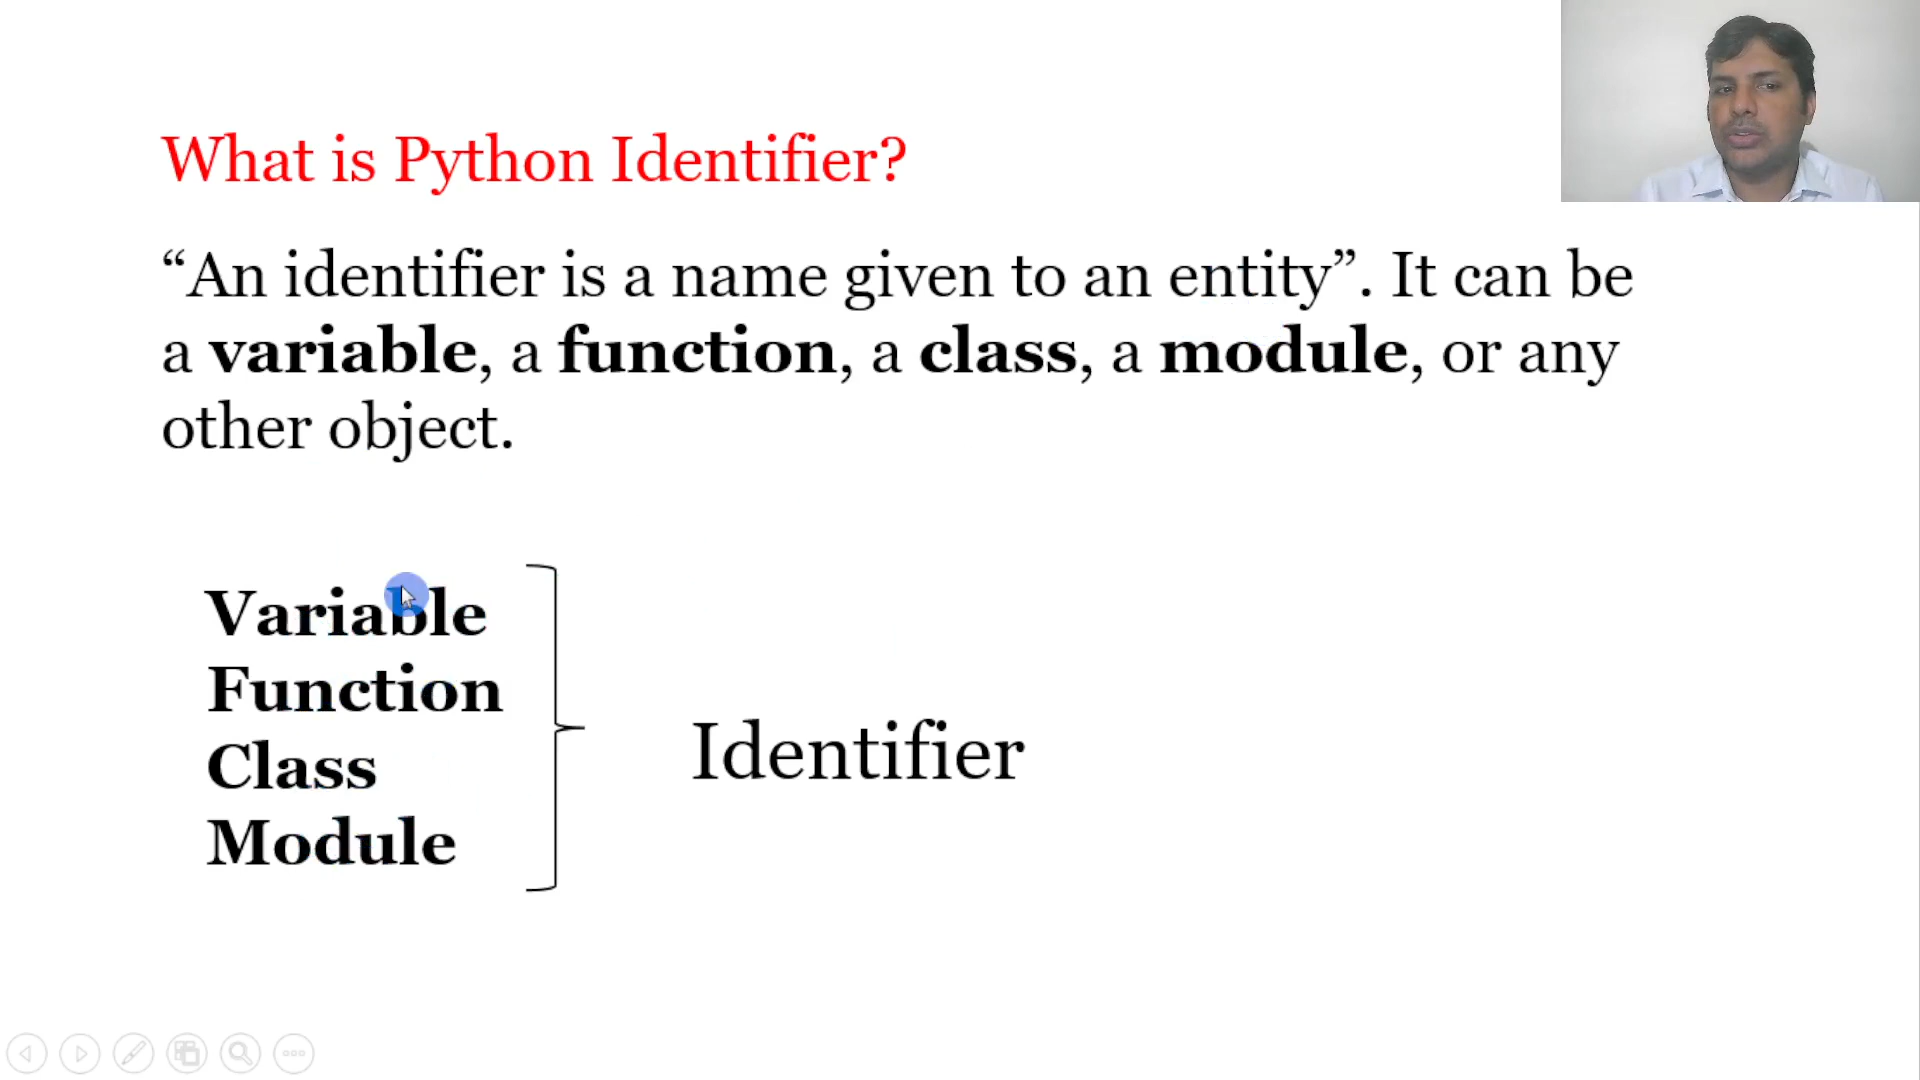 What is Python Identifier?
“An identifier is a name given to an entity”. It can be
a variable, a function, a class, a module, or any
other object.
Variable
Function
Class
Module
Identifier